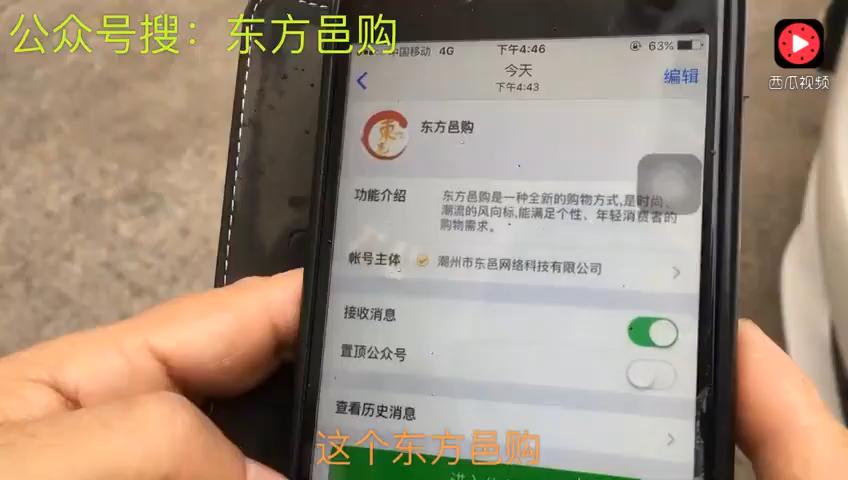 公众号搜：东方邑购
中国移动 4G 下午4:46 63%
西瓜视频
今天
编辑
下午4:43
东方邑购
功能介绍
东方邑购是一种全新的购物方式,是时尚、
潮流的风向标,能满足个性、年轻消费者的
购物需求。
帐号主体 潮州市东邑网络科技有限公司
接收消息
置顶公众号
查看历史消息
这个东方邑购